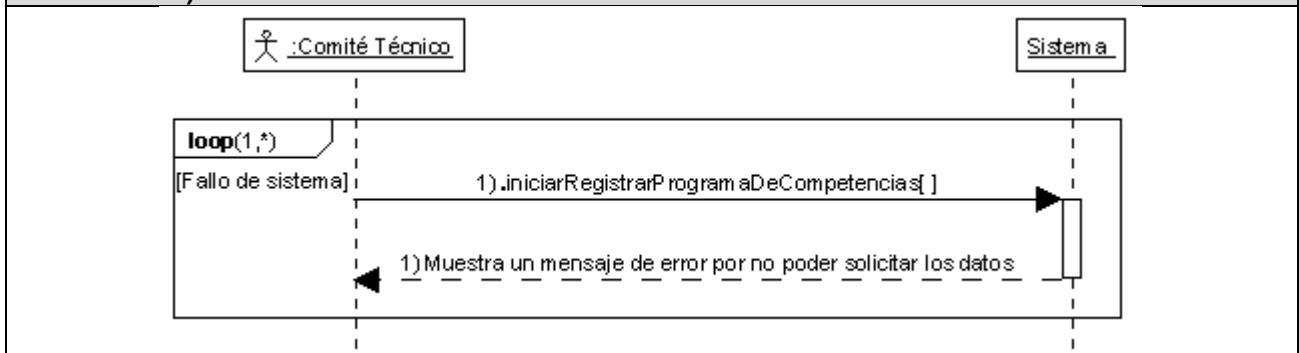 :Comité Técnico
Sistema
loop(1,*)
[Fallo de sistema]
1).iniciarRegistrarProgramaDeCompetencias[ ]
1)Muestra un mensaje de error por no poder solicitar los datos